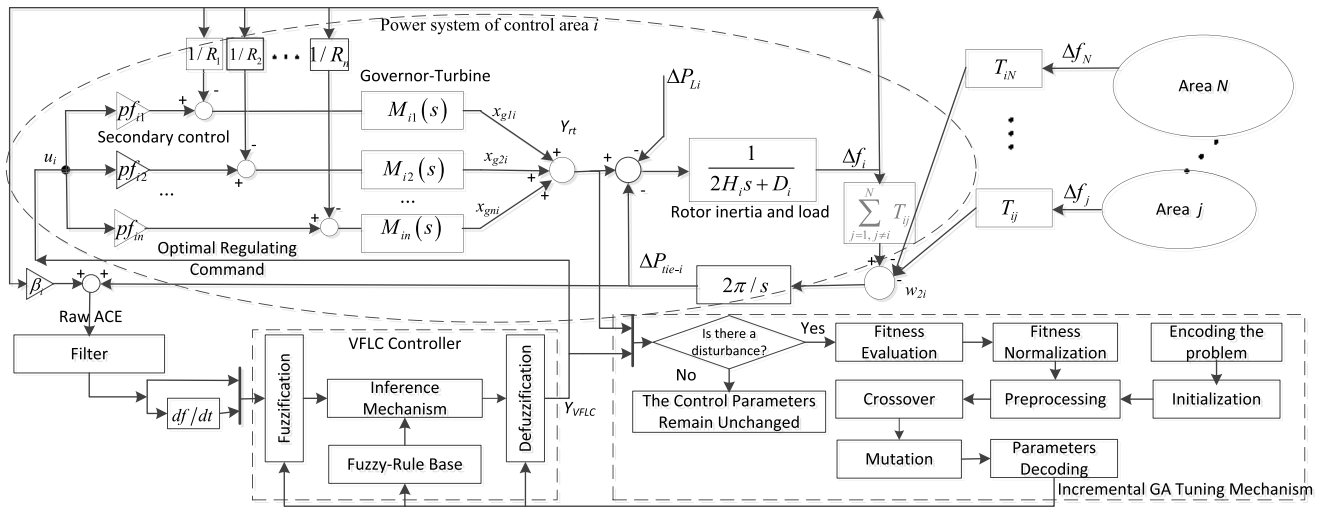 Power system of control area i
1/R₁
1/R₂
...
1/Rₙ
Governor-Turbine
ΔP_Li
T_iN
Δf_N
Area N
pf_i1
+
-
M_i1(s)
x_g1i
Y_rt
Secondary control
u_i
pf_i2
-
+
M_i2(s)
x_g2i
+
+
+
+
-
-
1
2H_i s + D_i
Rotor inertia and load
Δf_i
...
...
pf_in
-
+
M_in(s)
x_gni
N
∑ T_ij
j=1, j≠i
T_ij
Δf_j
Area j
Optimal Regulating
Command
ΔP_tie-i
2π/s
+
-
-
w_2i
β_i
+
+
Raw ACE
Filter
df/dt
VFLC Controller
Fuzzification
Inference
Mechanism
Fuzzy-Rule Base
Defuzzification
Y_VFLC
Is there a
disturbance?
Yes
No
The Control Parameters
Remain Unchanged
Fitness
Evaluation
Fitness
Normalization
Encoding the
problem
Crossover
Preprocessing
Initialization
Mutation
Parameters
Decoding
Incremental GA Tuning Mechanism